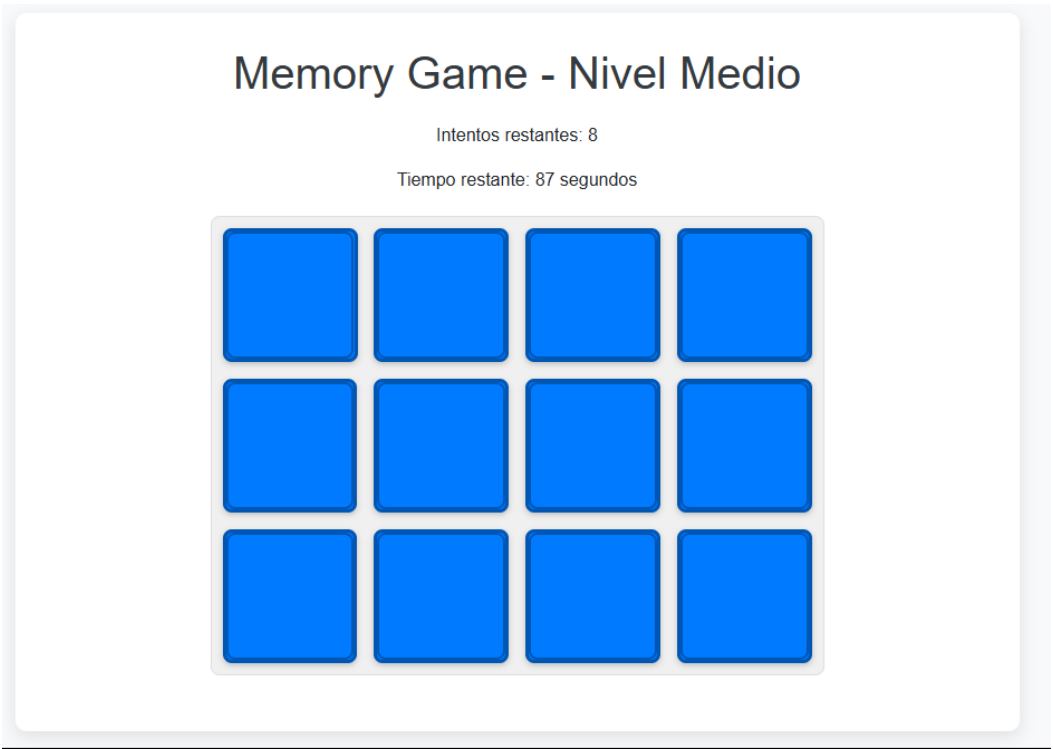 Memory Game - Nivel Medio
Intentos restantes: 8
Tiempo restante: 87 segundos